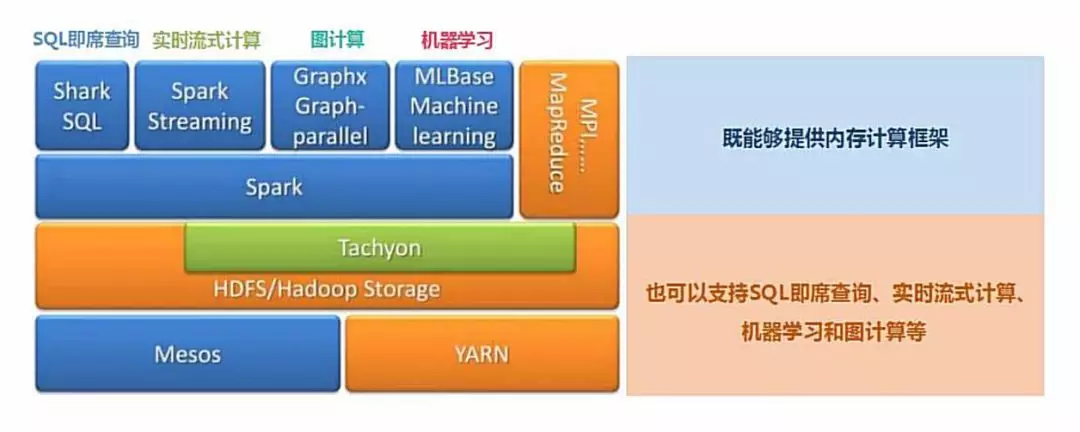 SQL即席查询 实时流式计算 图计算 机器学习
Shark
SQL
Spark
Streaming
Graphx
Graph-
parallel
MLBase
Machine
learning
MPI……
MapReduce
Spark
Tachyon
HDFS/Hadoop Storage
Mesos
YARN
既能够提供内存计算框架
也可以支持SQL即席查询、实时流式计算、
机器学习和图计算等